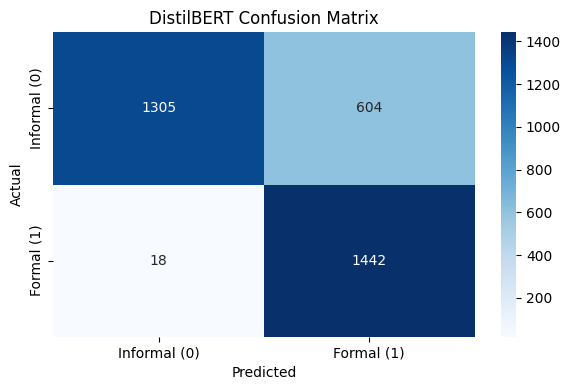 DistilBERT Confusion Matrix
Actual
Informal (0)
Formal (1)
1305
604
18
1442
1400
1200
1000
800
600
400
200
Informal (0)
Formal (1)
Predicted